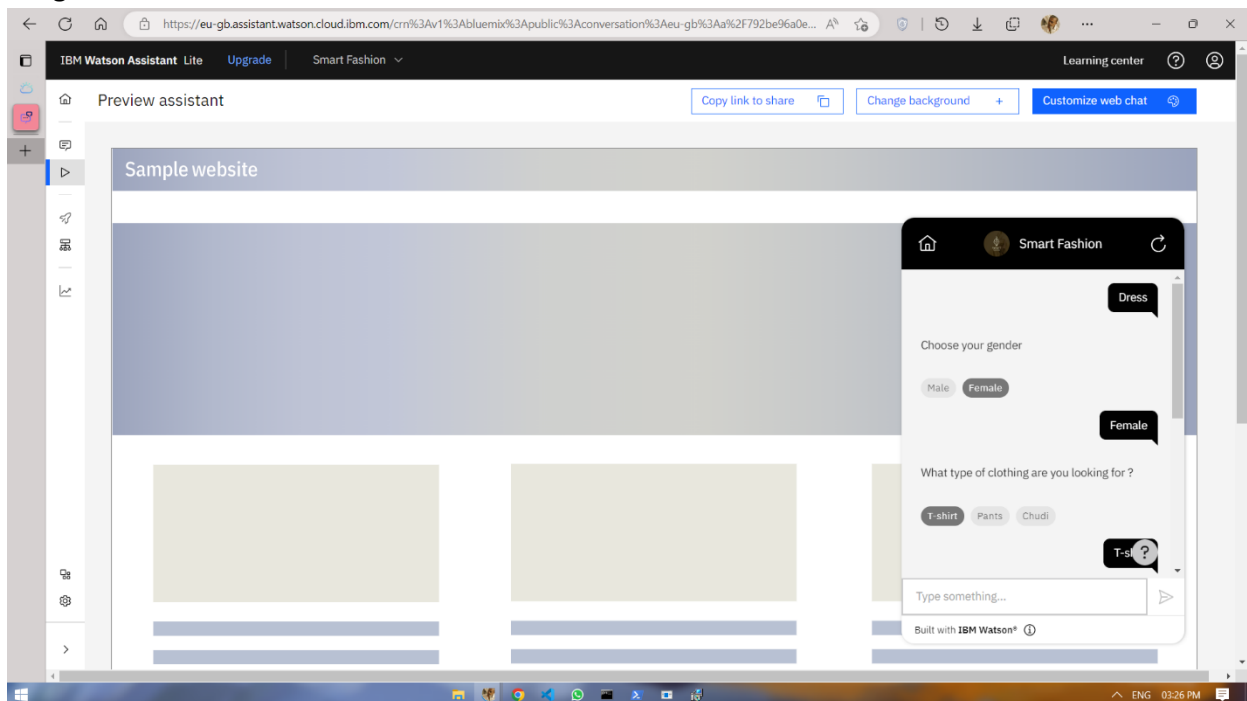 https://eu-gb.assistant.watson.cloud.ibm.com/crn%3Av1%3Abluemix%3Apublic%3Aconversation%3Aeu-gb%3Aa%2F792be96a0e...
IBM Watson Assistant Lite Upgrade Smart Fashion Learning center
Preview assistant Copy link to share Change background + Customize web chat
Sample website
Smart Fashion
Dress
Choose your gender
Male Female
Female
What type of clothing are you looking for ?
T-shirt Pants Chudi
Type something...
Built with IBM Watson®
ENG 03:26 PM